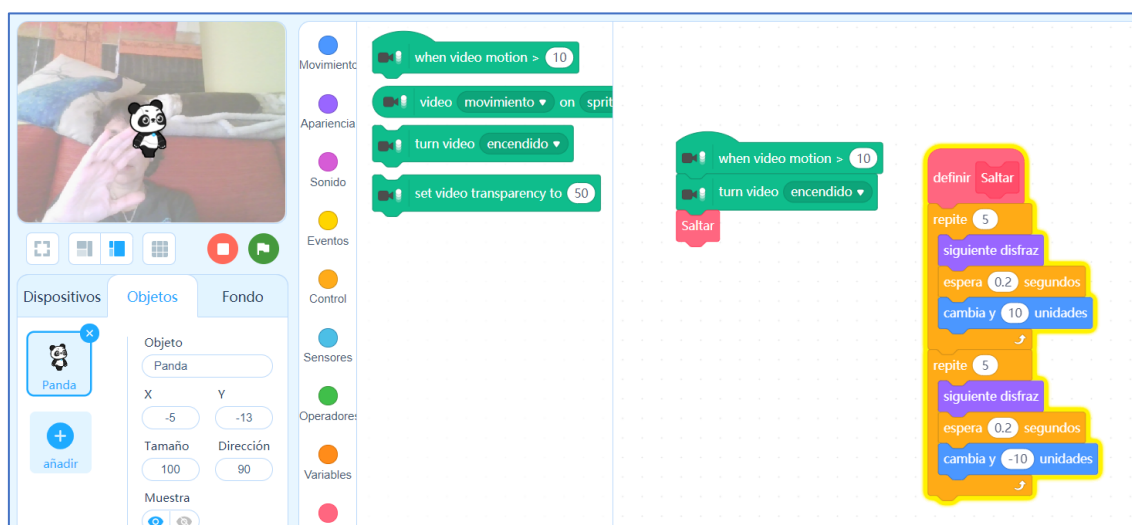 Movimiento
Apariencia
Sonido
Eventos
Control
Sensores
Operadores
Variables
when video motion > 10
video movimiento on sprit
turn video encendido
set video transparency to 50
when video motion > 10
turn video encendido
Saltar
definir Saltar
repite 5
siguiente disfraz
espera 0.2 segundos
cambia y 10 unidades
repite 5
siguiente disfraz
espera 0.2 segundos
cambia y -10 unidades
Dispositivos Objetos Fondo
Panda
añadir
Objeto
Panda
X Y
-5 -13
Tamaño Dirección
100 90
Muestra